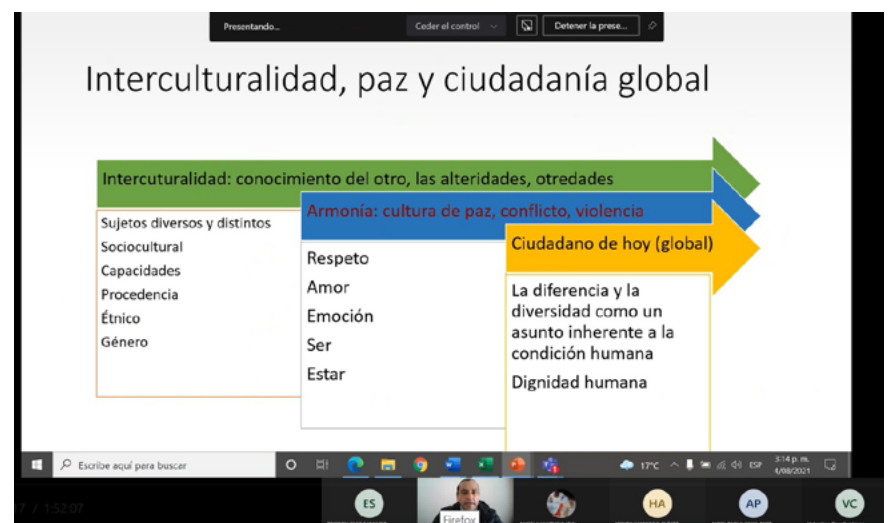 Presentando...
Ceder el control
Detener la prese...
Interculturalidad, paz y ciudadanía global
Intercuturalidad: conocimiento del otro, las alteridades, otredades
Sujetos diversos y distintos
Sociocultural
Capacidades
Procedencia
Étnico
Género
Armonía: cultura de paz, conflicto, violencia
Respeto
Amor
Emoción
Ser
Estar
Ciudadano de hoy (global)
La diferencia y la
diversidad como un
asunto inherente a la
condición humana
Dignidad humana
Escribe aquí para buscar
17°C
ESP
3:14 p. m.
4/08/2021
17 / 1:52:07
ES
Firefox
HA
AP
VC